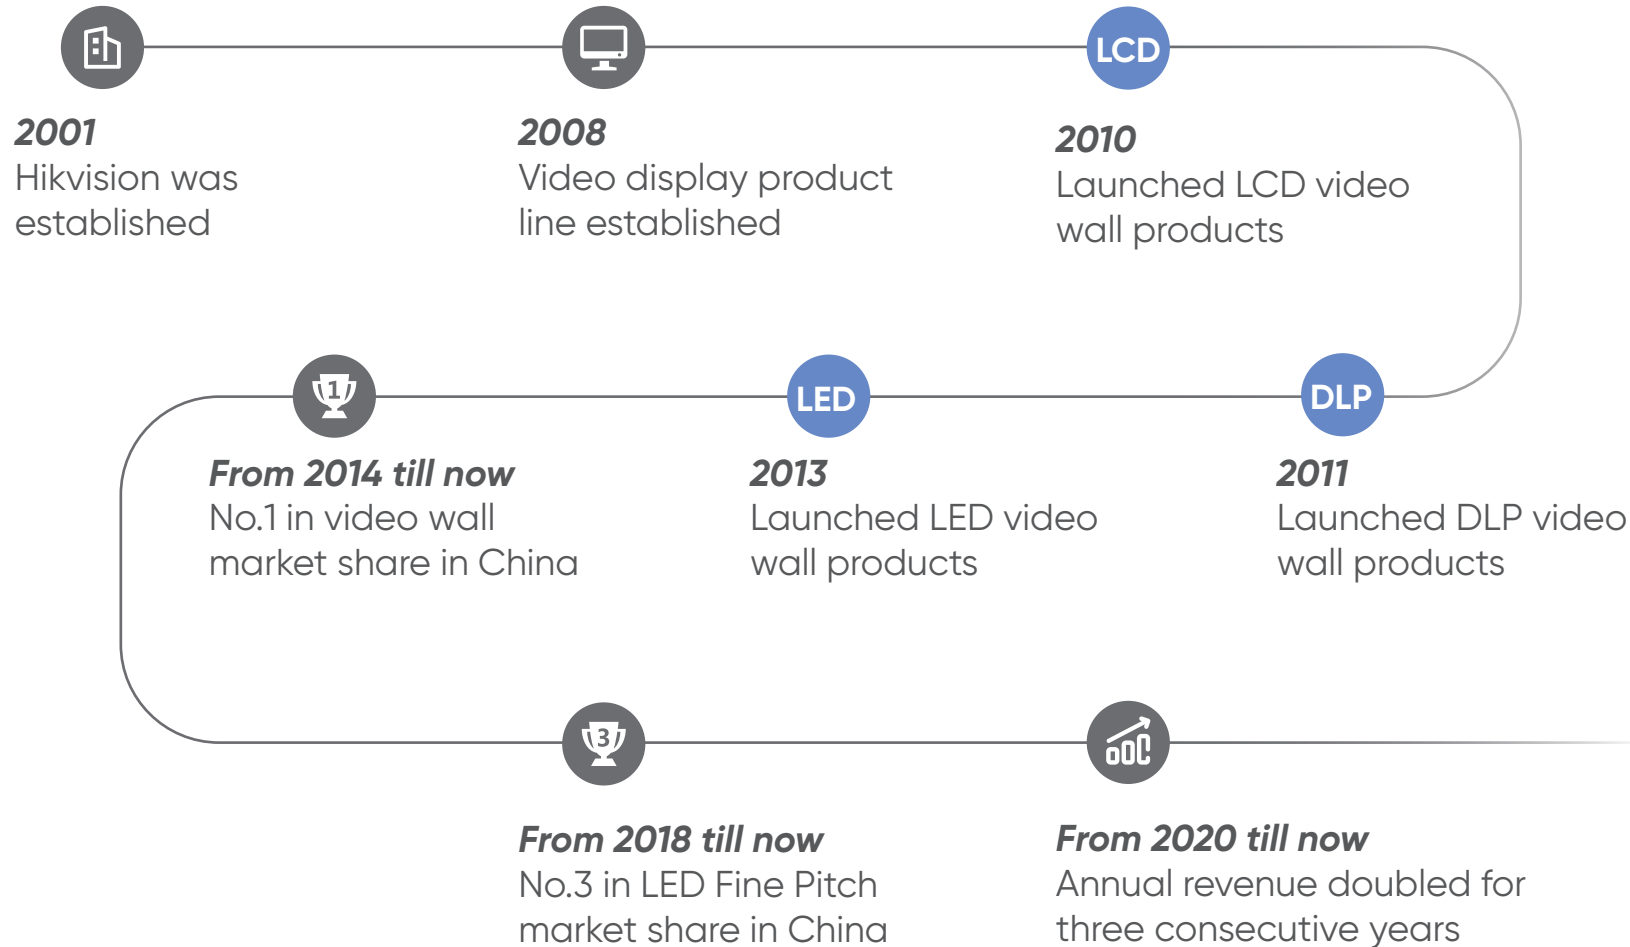 2001
Hikvision was
established
2008
Video display product
line established
LCD
2010
Launched LCD video
wall products
DLP
2011
Launched DLP video
wall products
LED
2013
Launched LED video
wall products
1
From 2014 till now
No.1 in video wall
market share in China
3
From 2018 till now
No.3 in LED Fine Pitch
market share in China
From 2020 till now
Annual revenue doubled for
three consecutive years